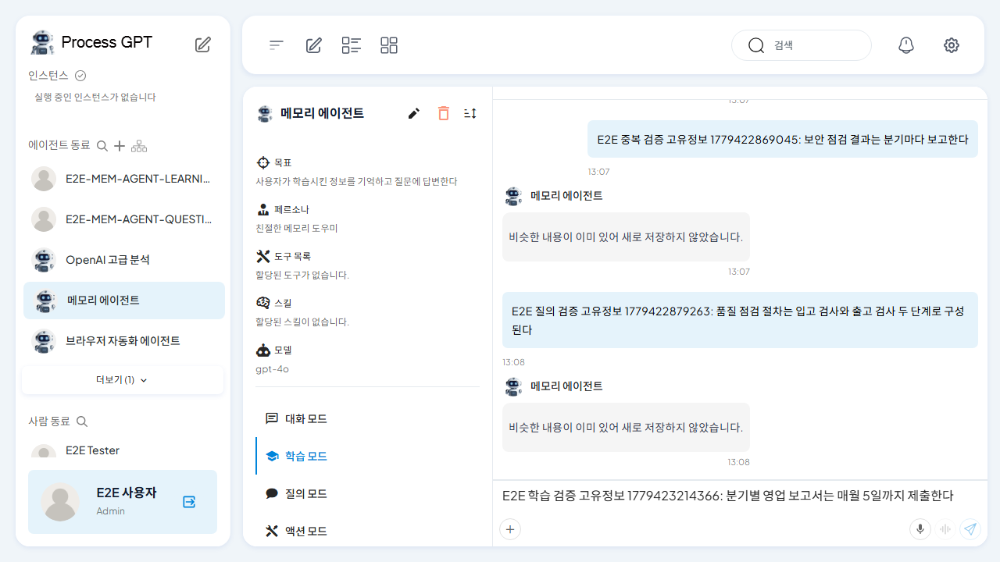 Process GPT
인스턴스
실행 중인 인스턴스가 없습니다
에이전트 동료
E2E-MEM-AGENT-LEARNI...
E2E-MEM-AGENT-QUESTI...
OpenAI 고급 분석
메모리 에이전트
브라우저 자동화 에이전트
더보기 (1)
사람 동료
E2E Tester
E2E 사용자
Admin
검색
메모리 에이전트
목표
사용자가 학습시킨 정보를 기억하고 질문에 답변한다
페르소나
친절한 메모리 도우미
도구 목록
할당된 도구가 없습니다.
스킬
할당된 스킬이 없습니다.
모델
gpt-4o
대화 모드
학습 모드
질의 모드
액션 모드
13:07
E2E 중복 검증 고유정보 1779422869045: 보안 점검 결과는 분기마다 보고한다
13:07
메모리 에이전트
비슷한 내용이 이미 있어 새로 저장하지 않았습니다.
13:07
E2E 질의 검증 고유정보 1779422879263: 품질 점검 절차는 입고 검사와 출고 검사 두 단계로 구성
된다
13:08
메모리 에이전트
비슷한 내용이 이미 있어 새로 저장하지 않았습니다.
13:08
E2E 학습 검증 고유정보 1779423214366: 분기별 영업 보고서는 매월 5일까지 제출한다